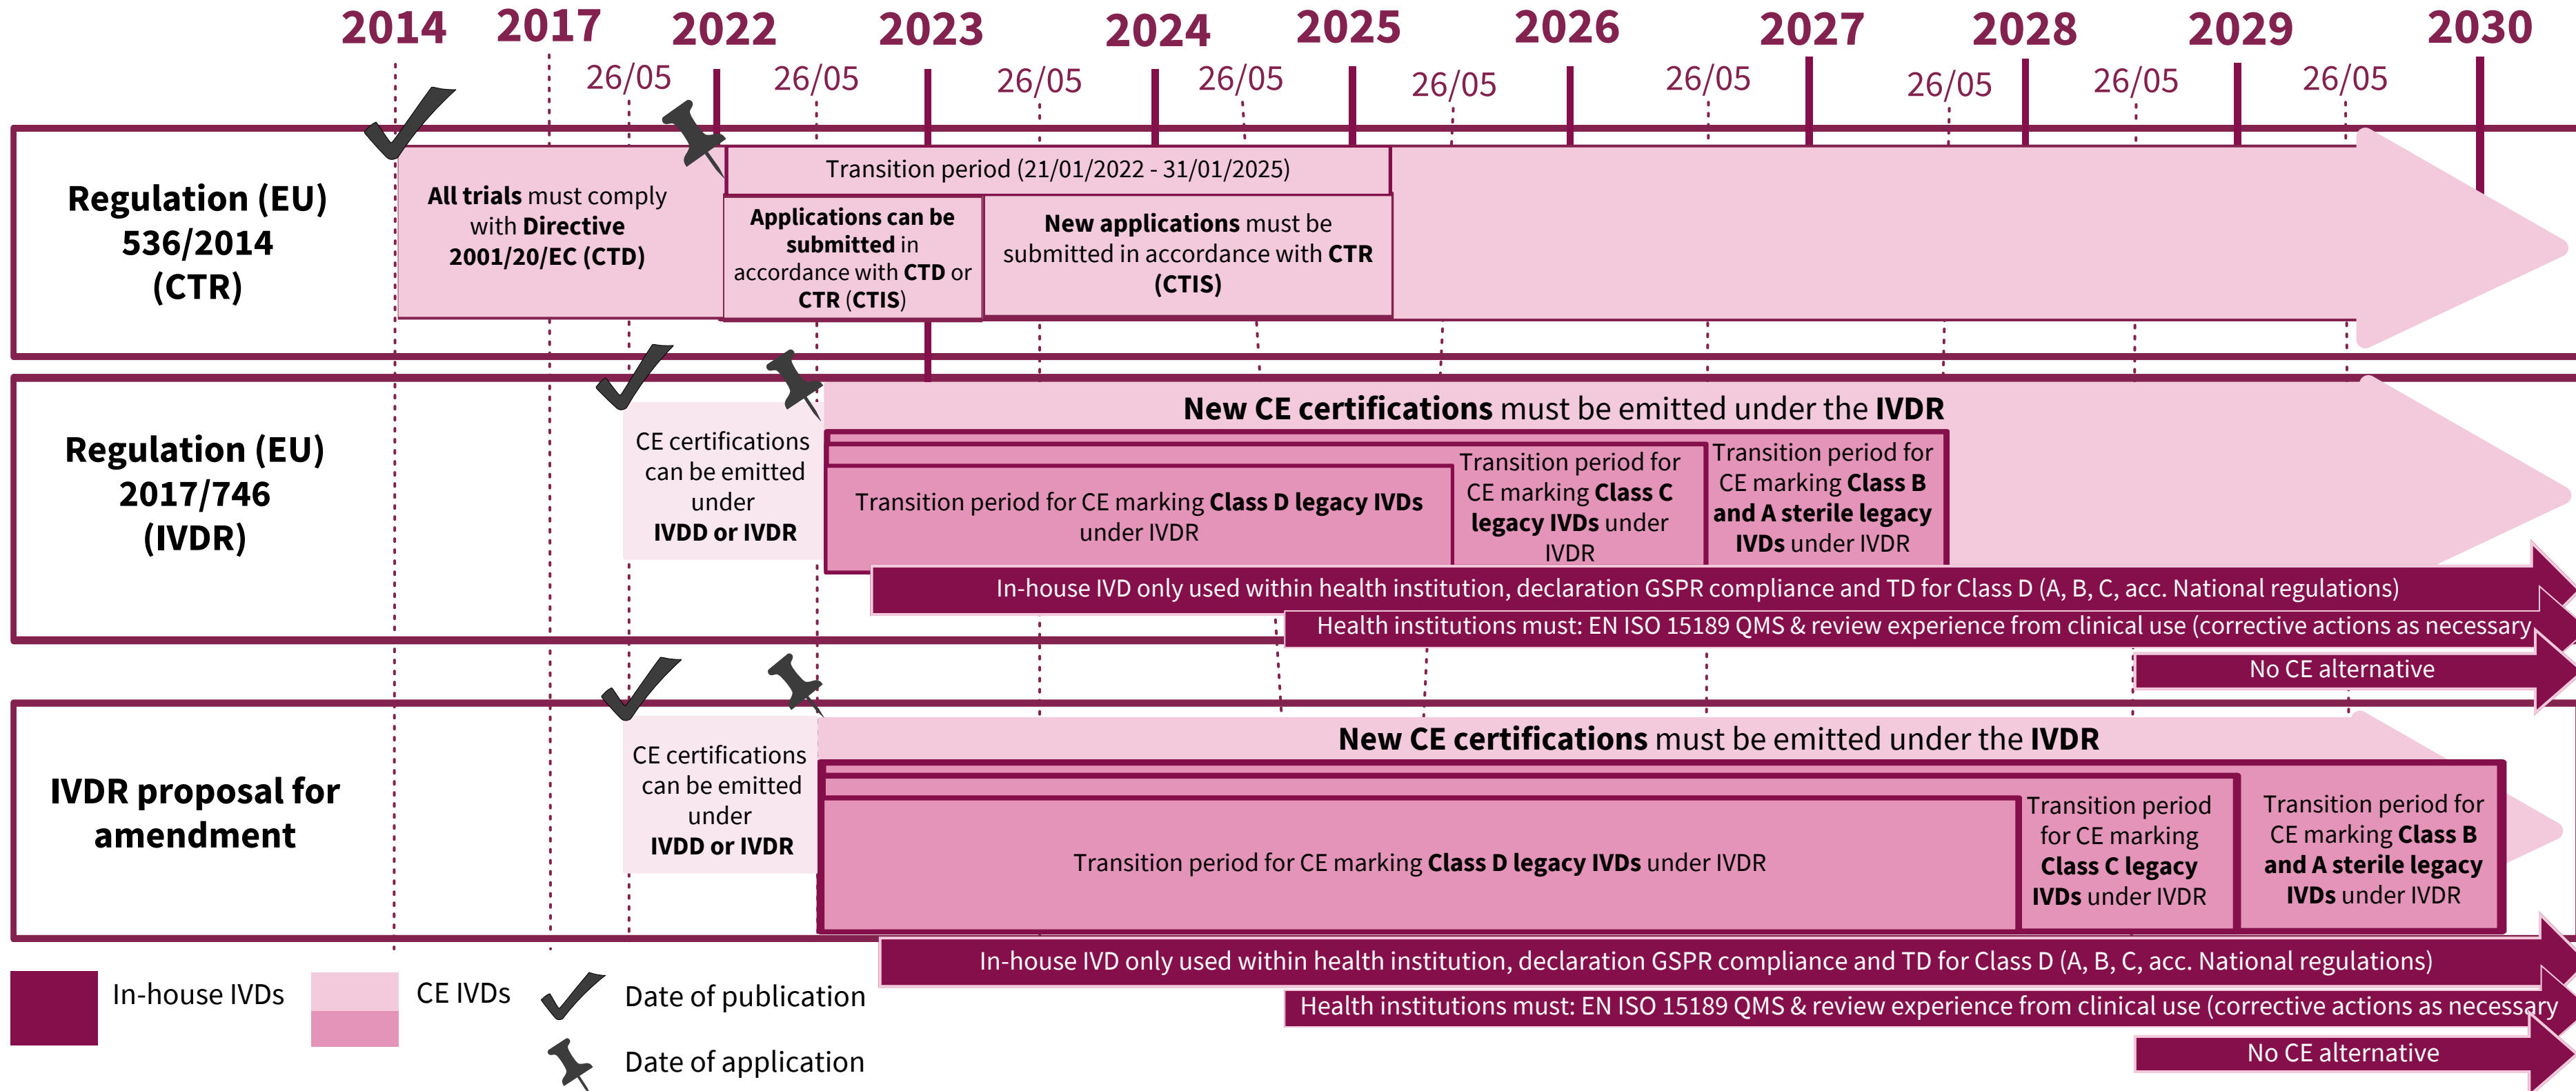 2014 2017 2022 2023 2024 2025 2026 2027 2028 2029 2030
26/05 26/05 26/05 26/05 26/05 26/05 26/05 26/05 26/05
Regulation (EU)
536/2014
(CTR)
All trials must comply
with Directive
2001/20/EC (CTD)
Transition period (21/01/2022 - 31/01/2025)
Applications can be
submitted in
accordance with CTD or
CTR (CTIS)
New applications must be
submitted in accordance with CTR
(CTIS)
Regulation (EU)
2017/746
(IVDR)
CE certifications
can be emitted
under
IVDD or IVDR
New CE certifications must be emitted under the IVDR
Transition period for CE marking Class D legacy IVDs
under IVDR
Transition period for
CE marking Class C
legacy IVDs under
IVDR
Transition period for
CE marking Class B
and A sterile legacy
IVDs under IVDR
In-house IVD only used within health institution, declaration GSPR compliance and TD for Class D (A, B, C, acc. National regulations)
Health institutions must: EN ISO 15189 QMS & review experience from clinical use (corrective actions as necessary
No CE alternative
IVDR proposal for
amendment
CE certifications
can be emitted
under
IVDD or IVDR
New CE certifications must be emitted under the IVDR
Transition period for CE marking Class D legacy IVDs under IVDR
Transition period
for CE marking
Class C legacy
IVDs under IVDR
Transition period for
CE marking Class B
and A sterile legacy
IVDs under IVDR
In-house IVD only used within health institution, declaration GSPR compliance and TD for Class D (A, B, C, acc. National regulations)
Health institutions must: EN ISO 15189 QMS & review experience from clinical use (corrective actions as necessary
No CE alternative
In-house IVDs
CE IVDs
Date of publication
Date of application